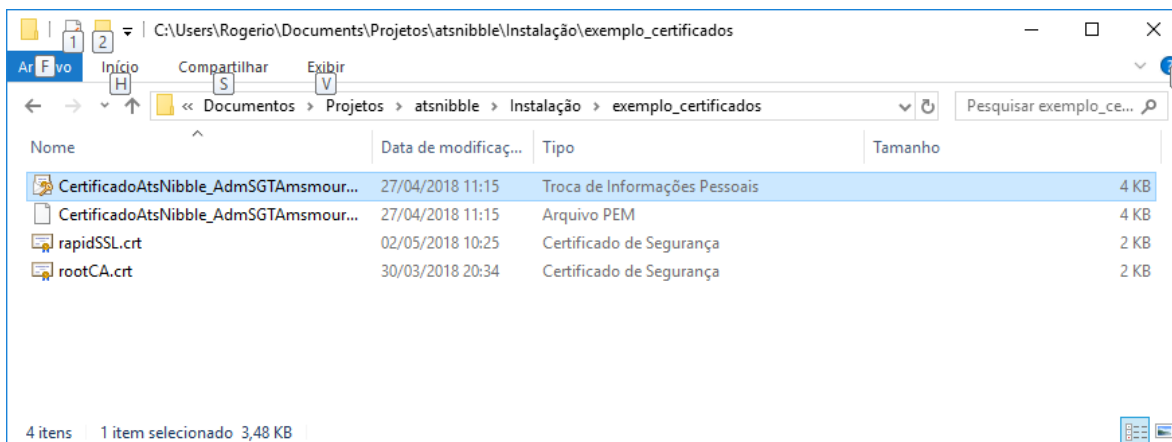 1 2 C:\Users\Rogerio\Documents\Projetos\atsnibble\Instalação\exemplo_certificados
Ar F vo Início Compartilhar Exibir
H S V
« Documentos > Projetos > atsnibble > Instalação > exemplo_certificados Pesquisar exemplo_ce...
Nome Data de modificaç... Tipo Tamanho
CertificadoAtsNibble_AdmSGTAmsmour... 27/04/2018 11:15 Troca de Informações Pessoais 4 KB
CertificadoAtsNibble_AdmSGTAmsmour... 27/04/2018 11:15 Arquivo PEM 4 KB
rapidSSL.crt 02/05/2018 10:25 Certificado de Segurança 2 KB
rootCA.crt 30/03/2018 20:34 Certificado de Segurança 2 KB
4 itens 1 item selecionado 3,48 KB